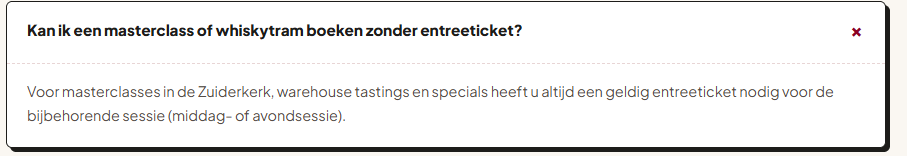 Kan ik een masterclass of whiskytram boeken zonder entreeticket?
Voor masterclasses in de Zuiderkerk, warehouse tastings en specials heeft u altijd een geldig entreeticket nodig voor de
bijbehorende sessie (middag- of avondsessie).